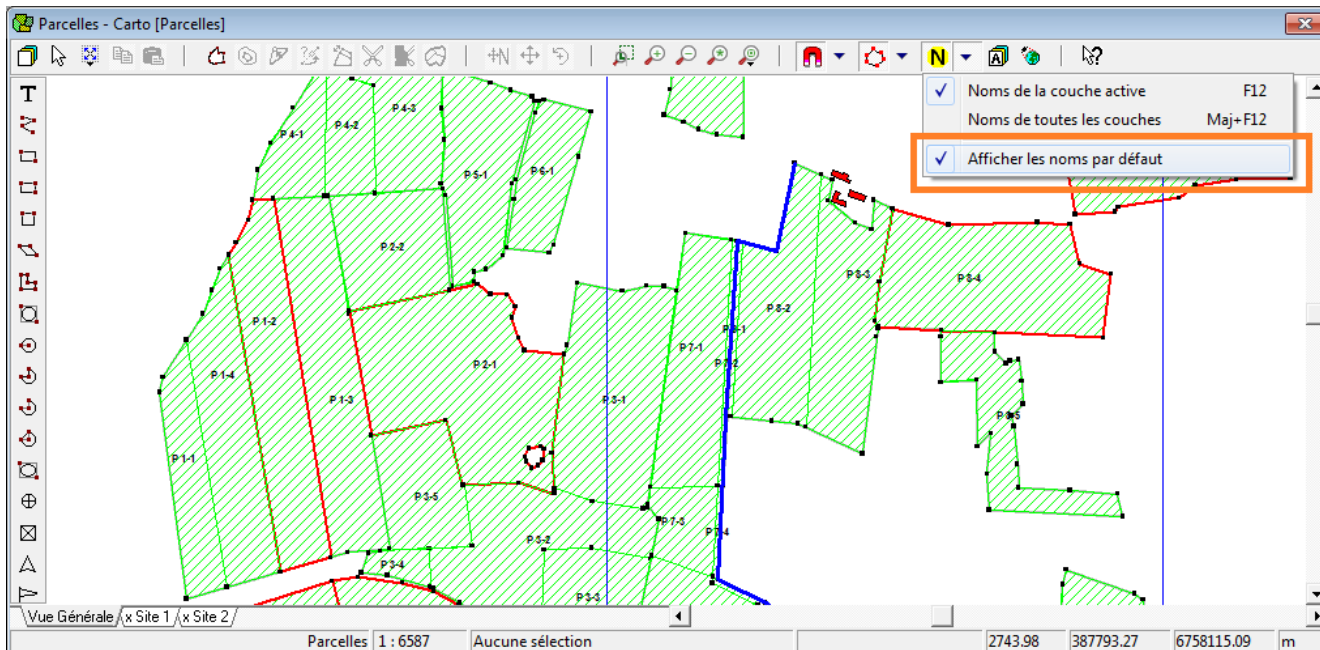 Parcelles - Carto [Parcelles]
N
A
Noms de la couche active F12
Noms de toutes les couches Maj+F12
Afficher les noms par défaut
T
P 4-3
P 4-2
P 4-1
P 5-1
P 6-1
P 2-2
P 8-3
P 8-4
P 8-2
P 1-2
P 7-1
P 2-1
P 1-4
P 1-3
P 3-1
P 1-1
P 3-5
P 7-3
P 7-4
P 3-2
P 3-4
P 3-3
Vue Générale x Site 1 x Site 2
Parcelles 1 : 6587 Aucune sélection 2743.98 387793.27 6758115.09 m